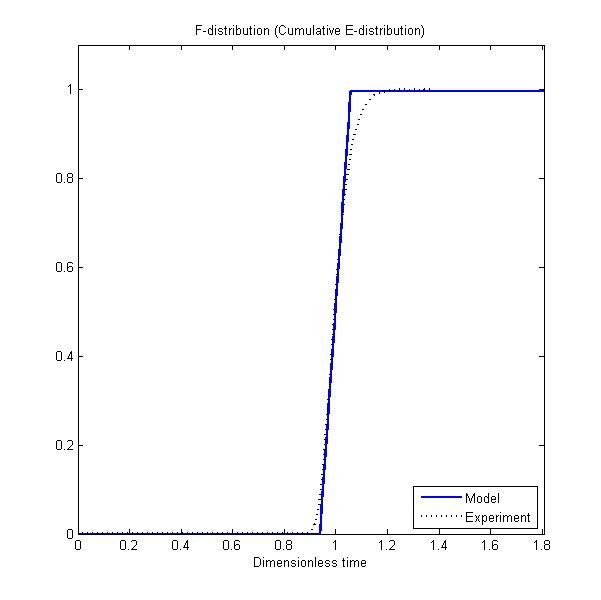 F-distribution (Cumulative E-distribution)
1
0.8
0.6
0.4
0.2
0
0 0.2 0.4 0.6 0.8 1 1.2 1.4 1.6 1.8
Dimensionless time
Model
Experiment